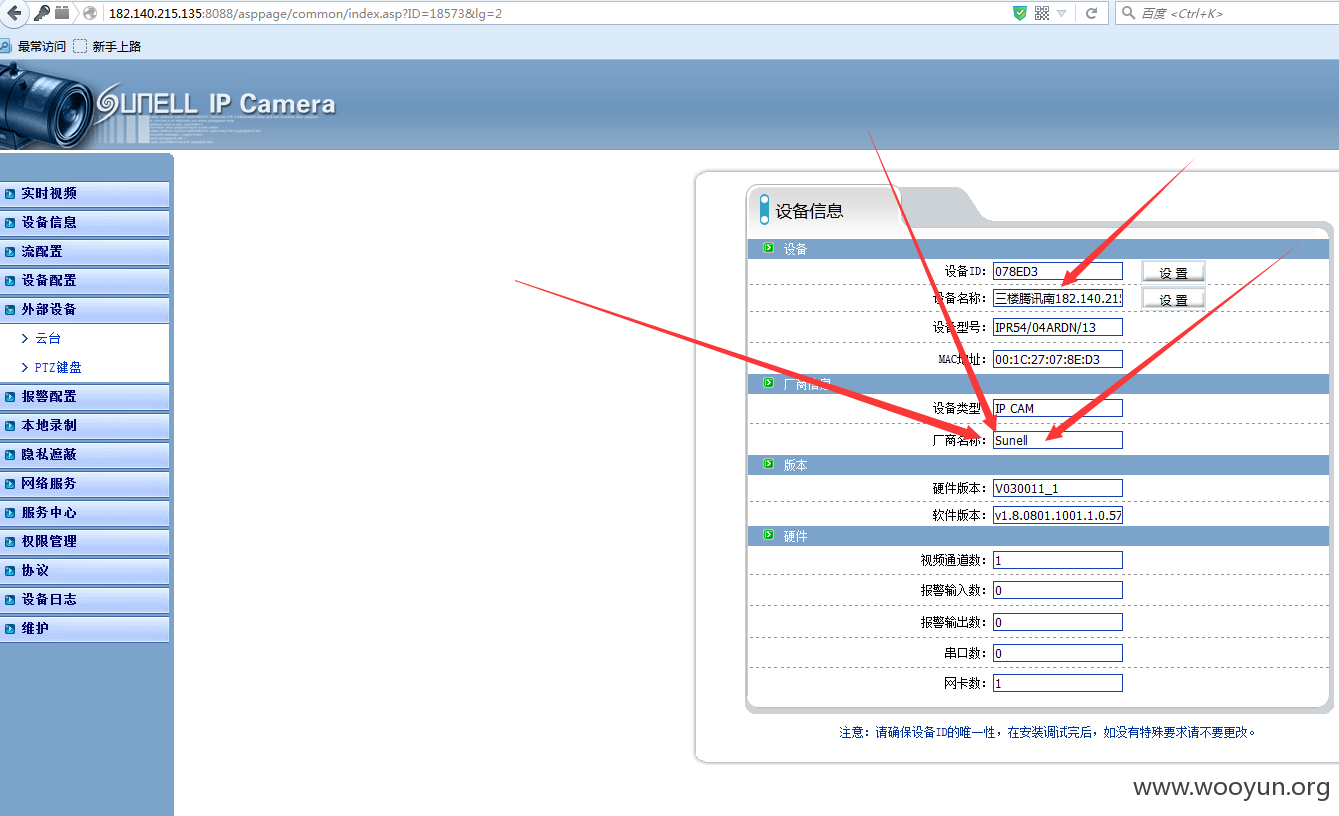 182.140.215.135:8088/asppage/common/index.asp?ID=18573&lg=2
百度 <Ctrl+K>
最常访问 新手上路
SUNELL IP Camera
实时视频
设备信息
流配置
设备配置
外部设备
云台
PTZ键盘
报警配置
本地录制
隐私遮蔽
网络服务
服务中心
权限管理
协议
设备日志
维护
设备信息
设备
设备ID: 078ED3 设 置
设备名称: 三楼腾讯南182.140.21 设 置
设备型号: IPR54/04ARDN/13
MAC地址: 00:1C:27:07:8E:D3
厂商信息
设备类型 IP CAM
厂商名称: Sunell
版本
硬件版本: V030011_1
软件版本: v1.8.0801.1001.1.0.57
硬件
视频通道数: 1
报警输入数: 0
报警输出数: 0
串口数: 0
网卡数: 1
注意: 请确保设备ID的唯一性, 在安装调试完后, 如没有特殊要求请不要更改。
www.wooyun.org